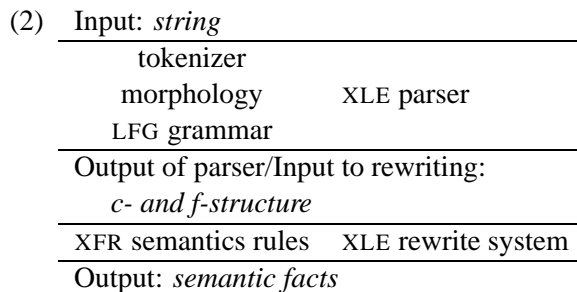 (2) Input: string
tokenizer
morphology XLE parser
LFG grammar
Output of parser/Input to rewriting:
c- and f-structure
XFR semantics rules XLE rewrite system
Output: semantic facts